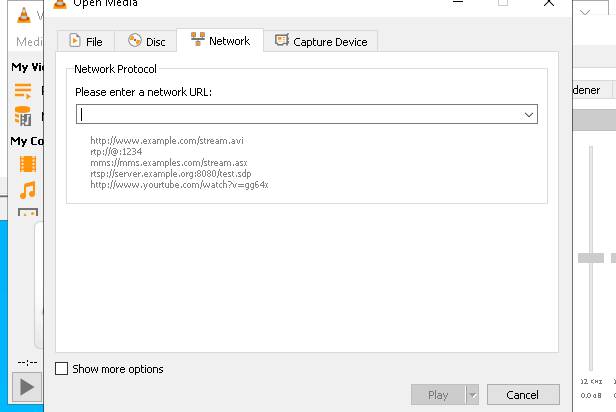 Open Media
Medi
File
Disc
Network
Capture Device
My Vi
Network Protocol
Please enter a network URL:
dener
My Co
http://www.example.com/stream.avi
rtp://@:1234
mms://mms.examples.com/stream.asx
rtsp://server.example.org:8080/test.sdp
http://www.yourtube.com/watch?v=gg64x
--:--
Show more options
Play
Cancel
12 KHz
0.0 dB